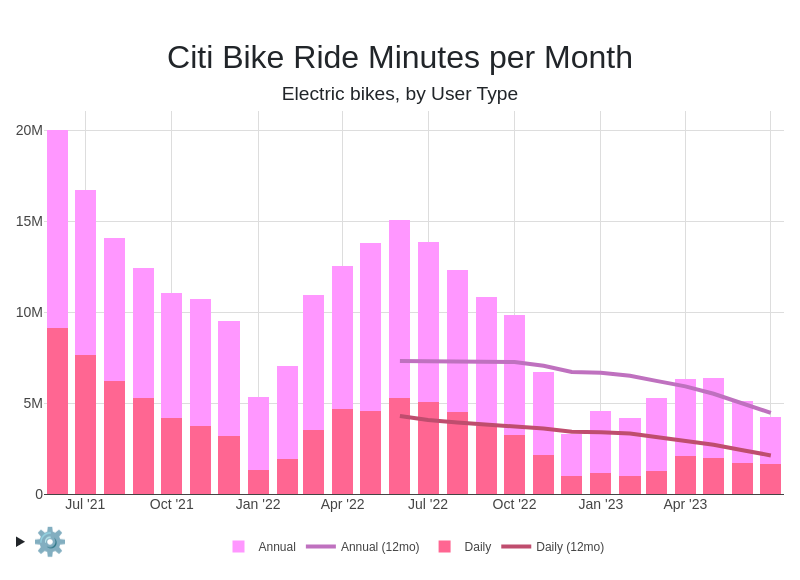 Citi Bike Ride Minutes per Month
Electric bikes, by User Type
20M
15M
10M
5M
0
Jul '21 Oct '21 Jan '22 Apr '22 Jul '22 Oct '22 Jan '23 Apr '23
Annual Annual (12mo) Daily Daily (12mo)